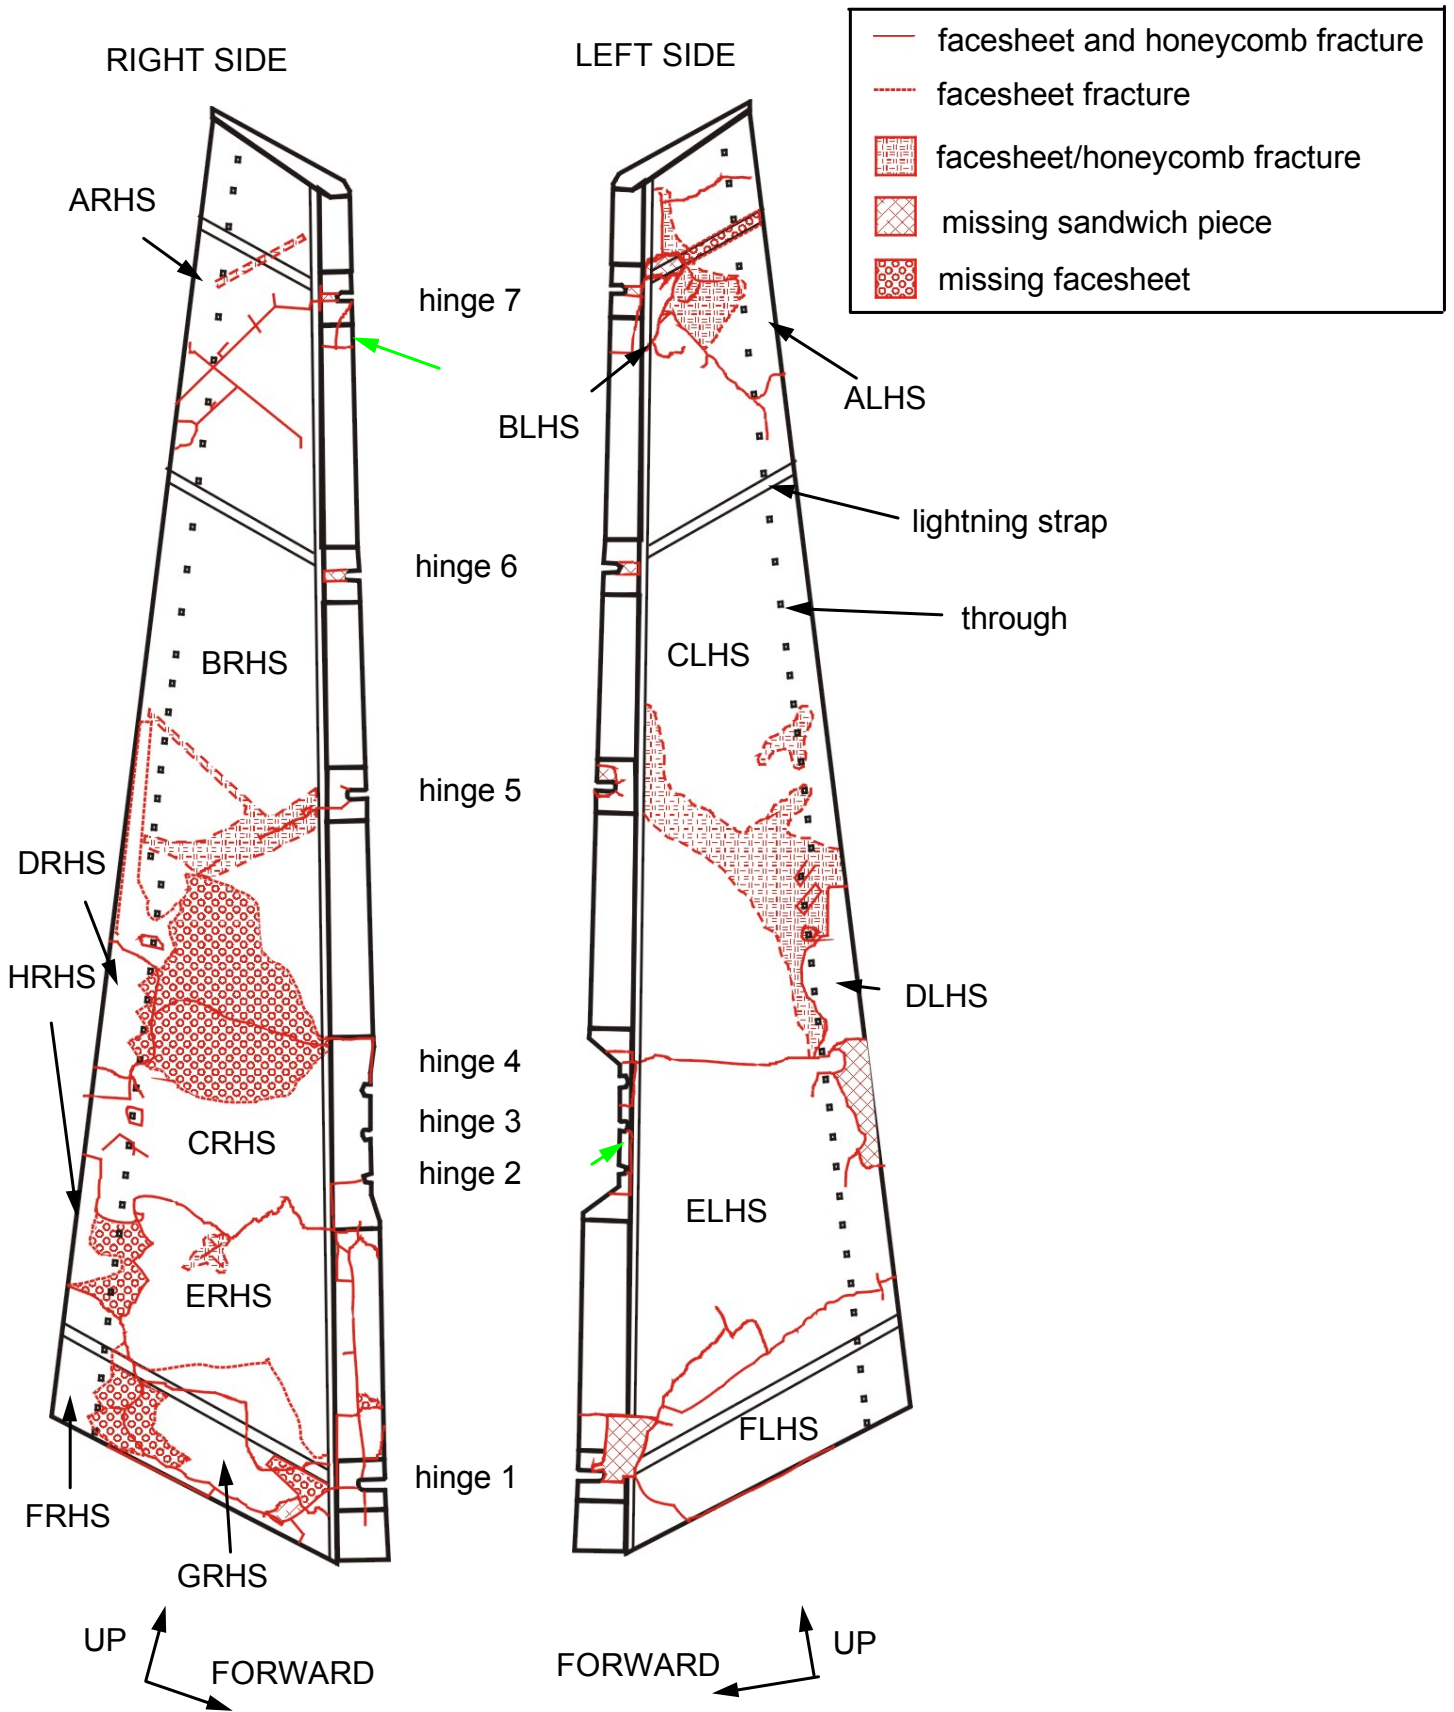 RIGHT SIDE
LEFT SIDE
facesheet and honeycomb fracture
facesheet fracture
facesheet/honeycomb fracture
missing sandwich piece
missing facesheet
ARHS
hinge 7
BLHS
ALHS
lightning strap
hinge 6
through
BRHS
CLHS
hinge 5
DRHS
HRHS
DLHS
hinge 4
hinge 3
CRHS
hinge 2
ELHS
ERHS
FLHS
hinge 1
FRHS
GRHS
UP
FORWARD
FORWARD
UP